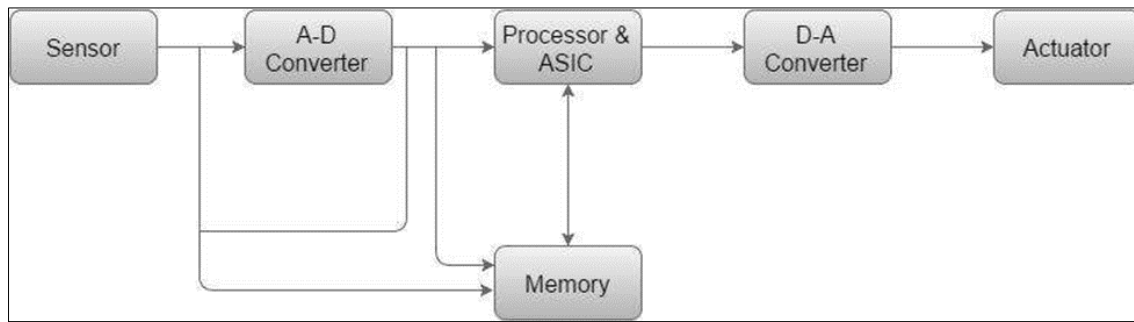 Sensor
A-D
Converter
Processor &
ASIC
D-A
Converter
Actuator
Memory